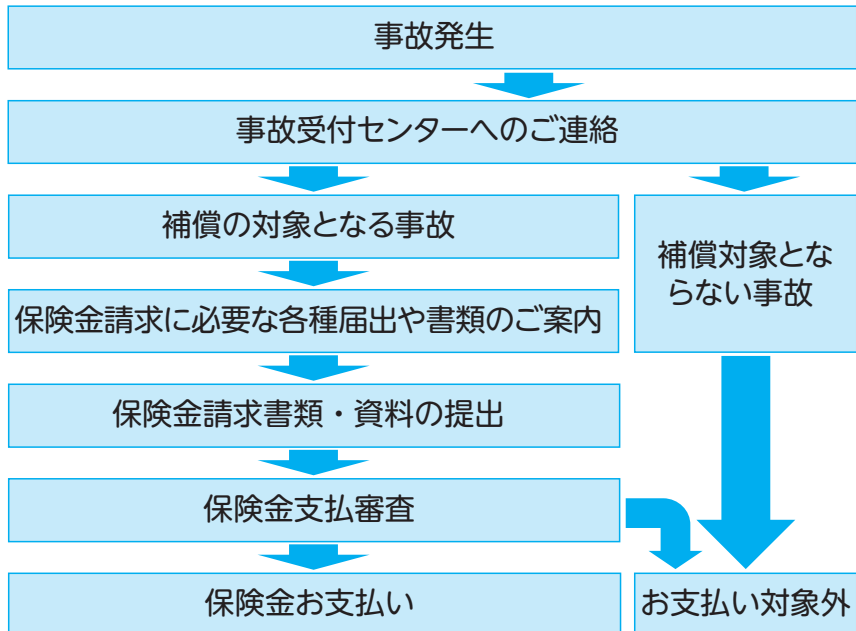 事故発生
事故受付センターへのご連絡
補償の対象となる事故
補償対象とな
らない事故
保険金請求に必要な各種届出や書類のご案内
保険金請求書類・資料の提出
保険金支払審査
保険金お支払い
お支払い対象外